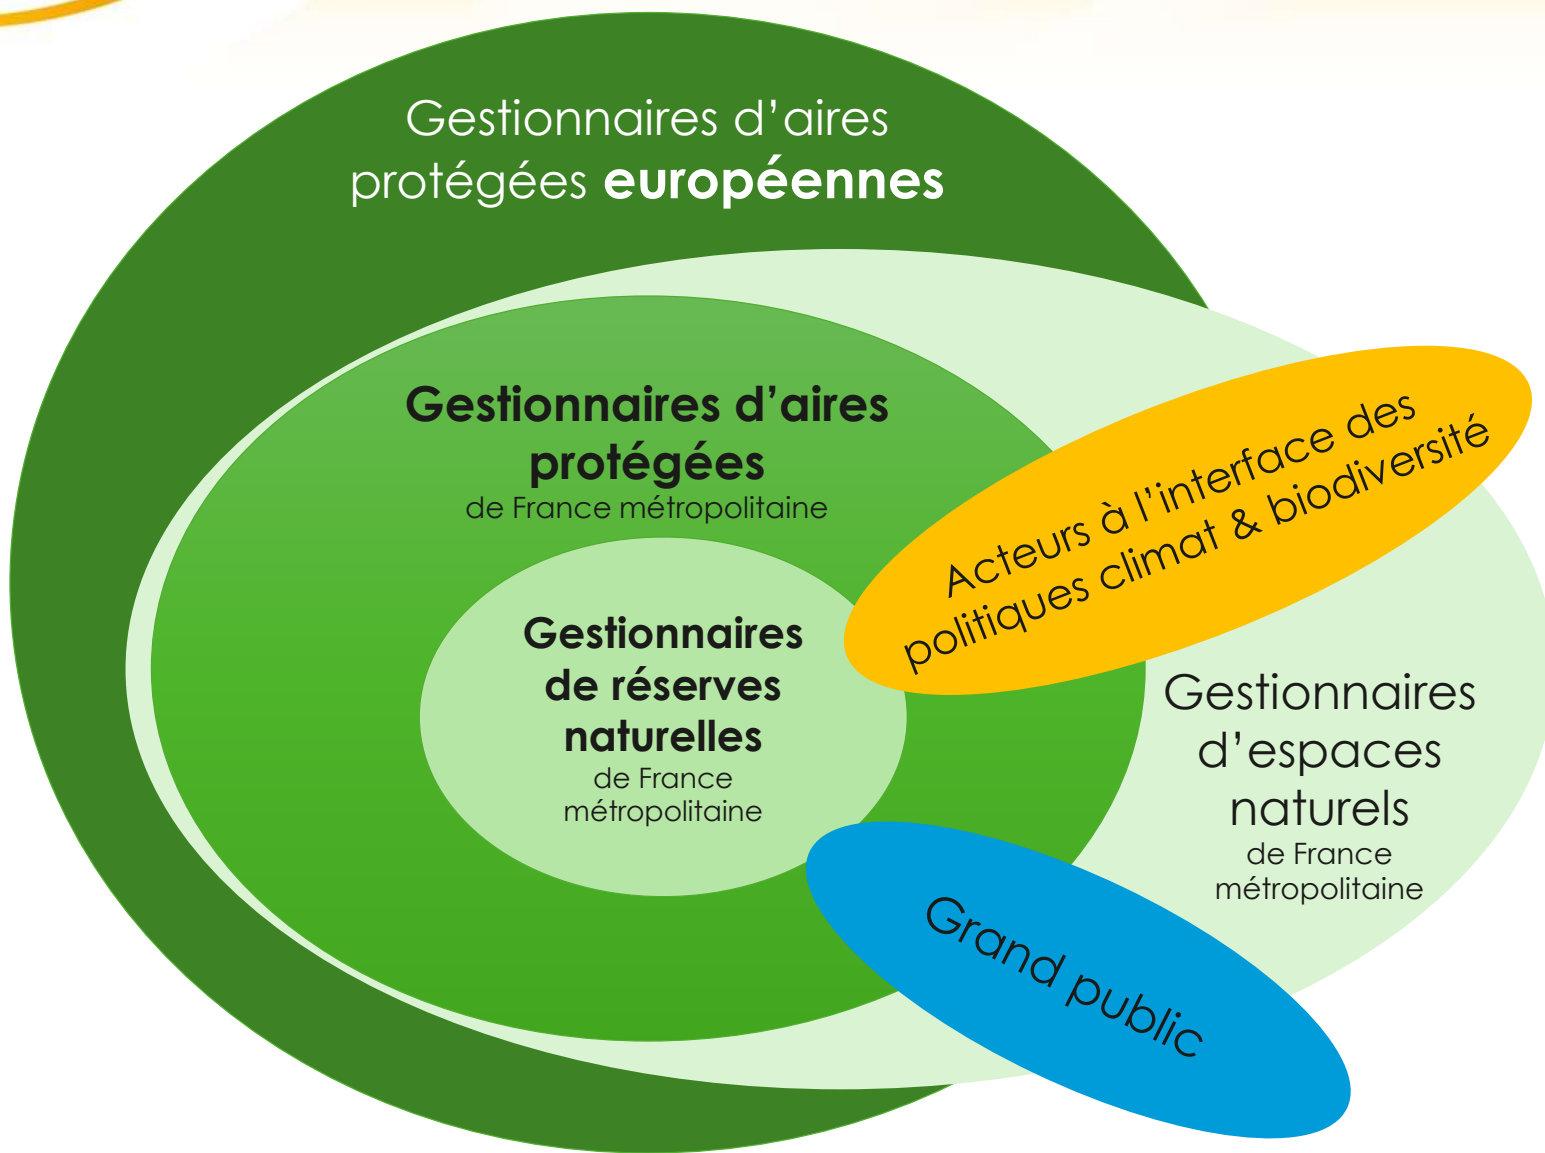 Gestionnaires d’aires
protégées européennes
Gestionnaires d’aires
protégées
de France métropolitaine
Acteurs à l’interface des
politiques climat & biodiversité
Gestionnaires
de réserves
naturelles
de France
métropolitaine
Gestionnaires
d’espaces
naturels
de France
métropolitaine
Grand public